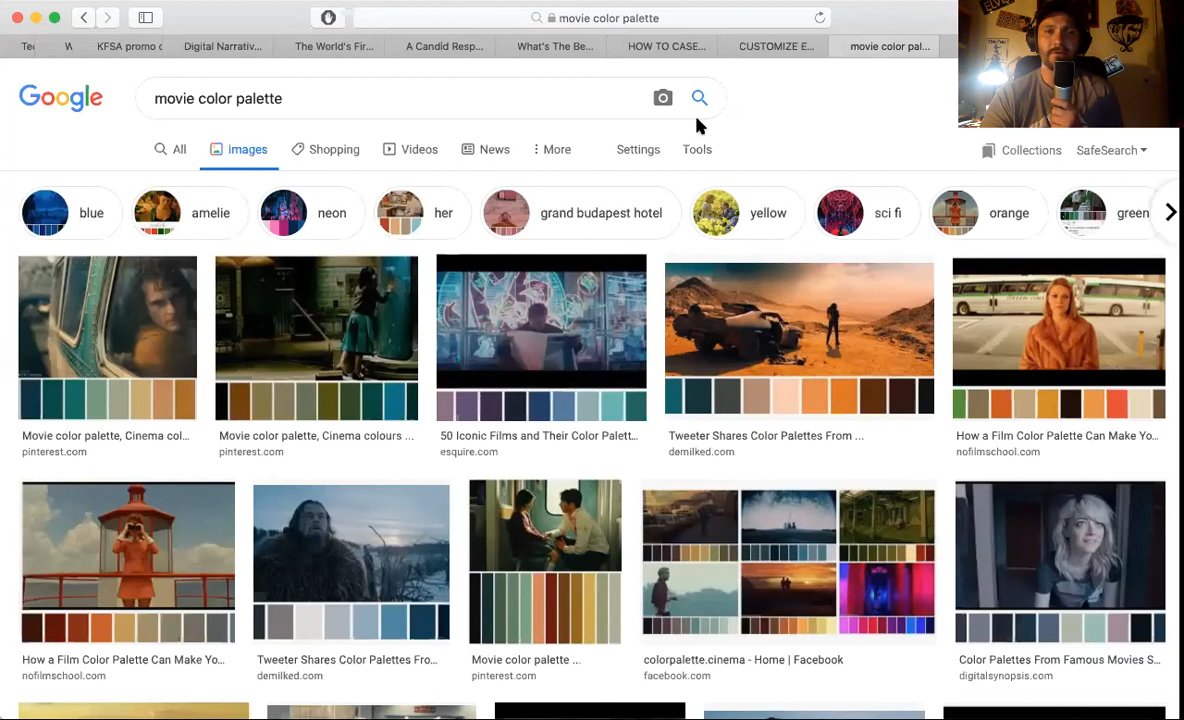 movie color palette
Tec
W
KFSA promo c
Digital Narrativ...
The World's Fir...
A Candid Resp...
What's The Be...
HOW TO CASE...
CUSTOMIZE E...
movie color pal...
Google
movie color palette
All
Images
Shopping
Videos
News
More
Settings
Tools
Collections
SafeSearch
blue
amelie
neon
her
grand budapest hotel
yellow
sci fi
orange
green
Movie color palette, Cinema col...
pinterest.com
Movie color palette, Cinema colours ...
pinterest.com
50 Iconic Films and Their Color Palett...
esquire.com
Tweeter Shares Color Palettes From ...
demilked.com
How a Film Color Palette Can Make Yo...
nofilmschool.com
How a Film Color Palette Can Make Yo...
nofilmschool.com
Tweeter Shares Color Palettes Fro...
demilked.com
Movie color palette ...
pinterest.com
colorpalette.cinema - Home | Facebook
facebook.com
Color Palettes From Famous Movies S...
digitalsynopsis.com